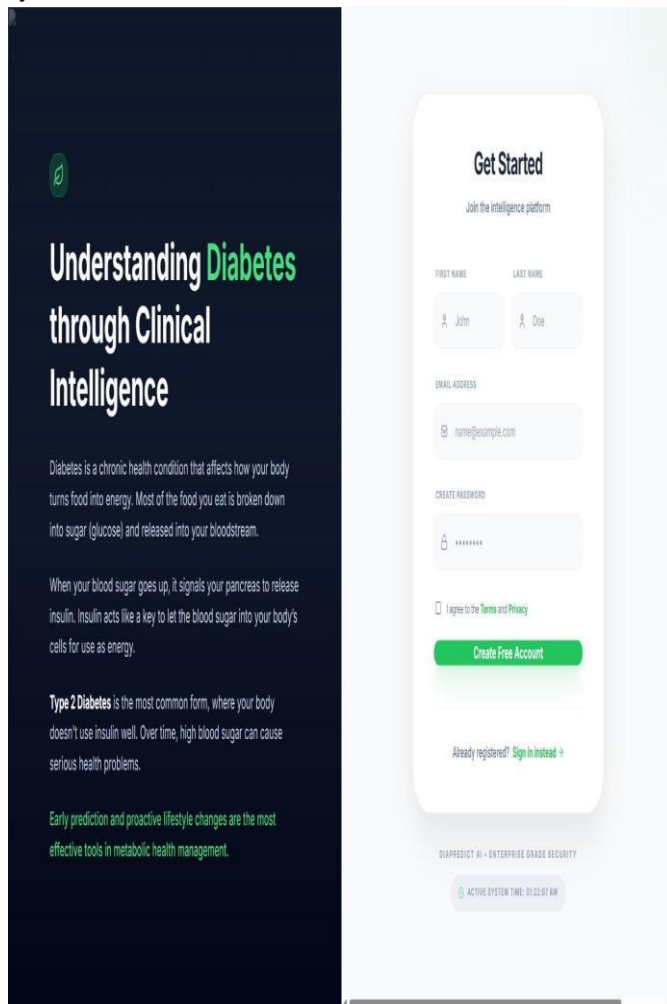 Understanding Diabetes
through Clinical
Intelligence
Diabetes is a chronic health condition that affects how your body
turns food into energy. Most of the food you eat is broken down
into sugar (glucose) and released into your bloodstream.
When your blood sugar goes up, it signals your pancreas to release
insulin. Insulin acts like a key to let the blood sugar into your body's
cells for use as energy.
Type 2 Diabetes is the most common form, where your body
doesn't use insulin well. Over time, high blood sugar can cause
serious health problems.
Early prediction and proactive lifestyle changes are the most
effective tools in metabolic health management.
Get Started
Join the intelligence platform
FIRST NAME LAST NAME
John Doe
EMAIL ADDRESS
name@example.com
CREATE PASSWORD
••••••••
I agree to the Terms and Privacy
Create Free Account
Already registered? Sign in instead →
DIAPREDICT AI • ENTERPRISE GRADE SECURITY
ACTIVE SYSTEM TIME: 01:22:07 AM